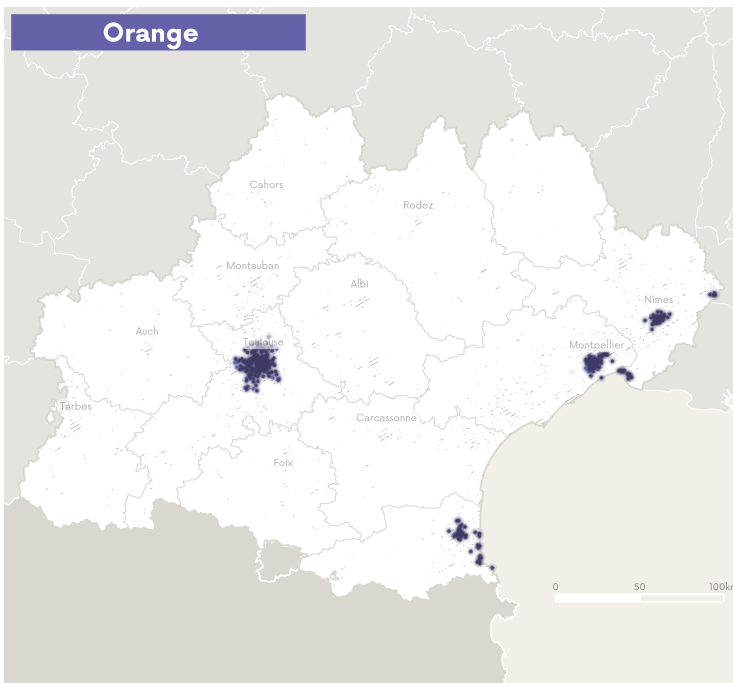 Orange
Cahors
Rodez
Montauban
Albi
Nîmes
Auch
Toulouse
Montpellier
Tarbes
Carcassonne
Foix
0 50 100km